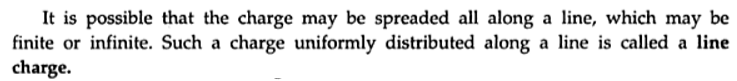 It is possible that the charge may be spreaded all along a line, which may be
finite or infinite. Such a charge uniformly distributed along a line is called a line
charge.